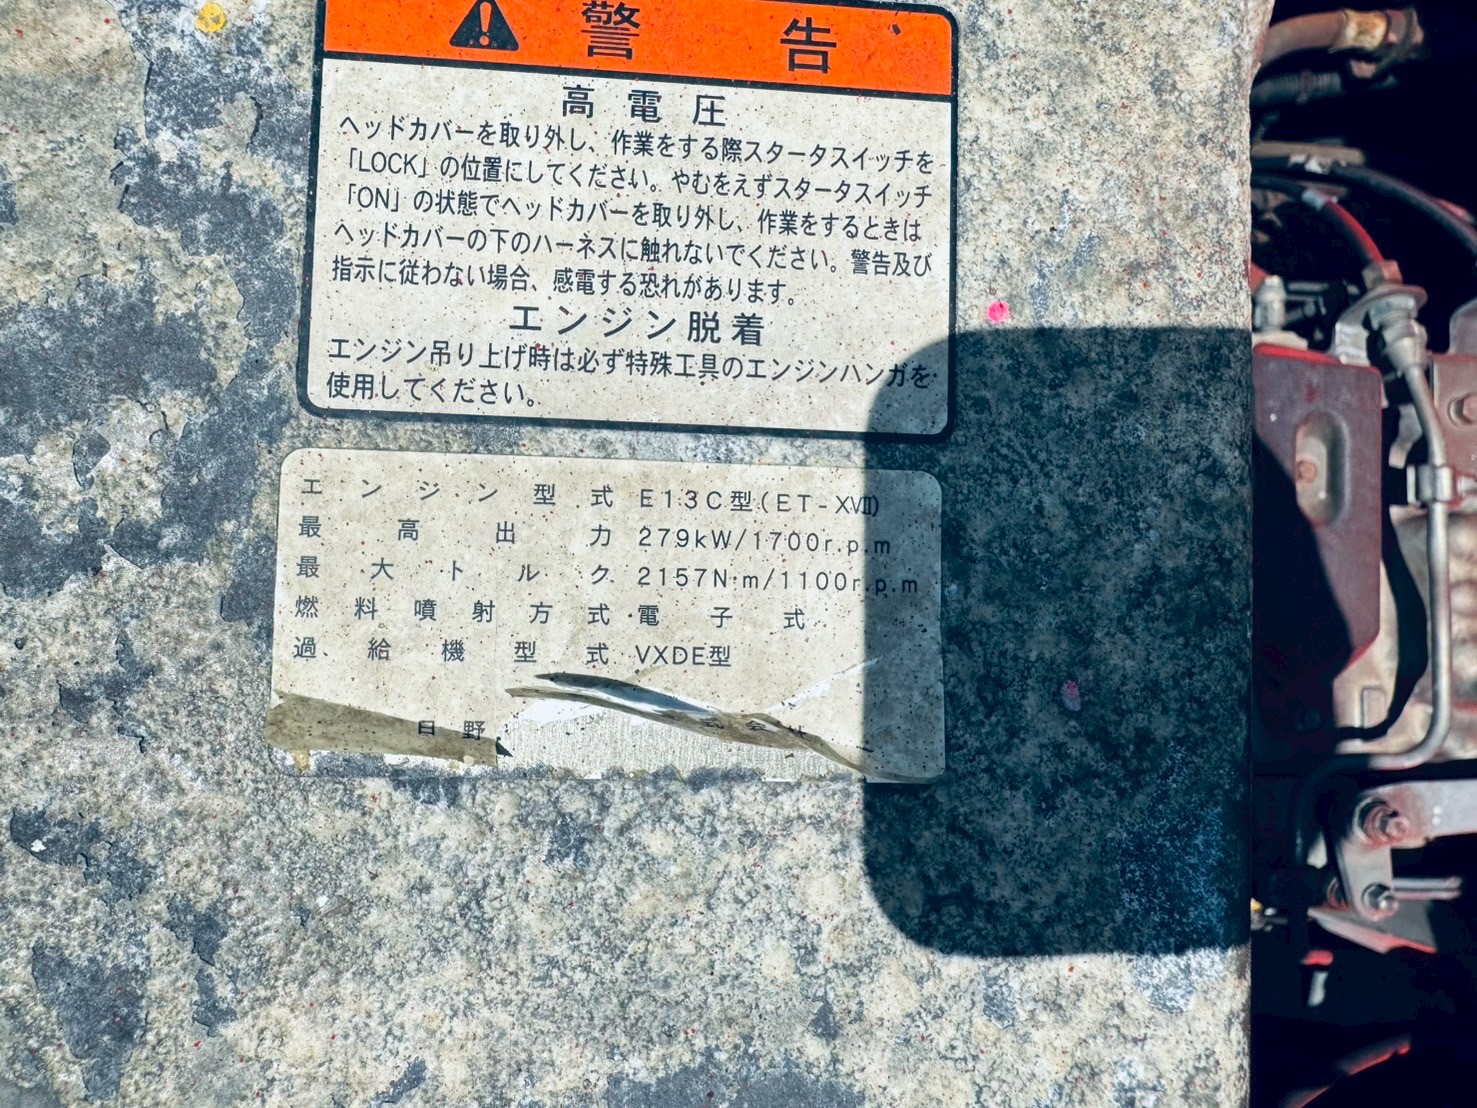 警告
高電圧
ヘッドカバーを取り外し、作業をする際スタータスイッチを
「LOCK」の位置にしてください。やむをえずスタータスイッチ
「ON」の状態でヘッドカバーを取り外し、作業をするときは
ヘッドカバーの下のハーネスに触れないでください。警告及び
指示に従わない場合、感電する恐れがあります。
エンジン脱着
エンジン吊り上げ時は必ず特殊工具のエンジンハンガを
使用してください。
エンジン型式 E13C型(ET-XVII)
最高出力 279kW/1700r.p.m
最大トルク 2157N·m/1100r.p.m
燃料噴射方式 電子式
過給機型式 VXDE型
日野